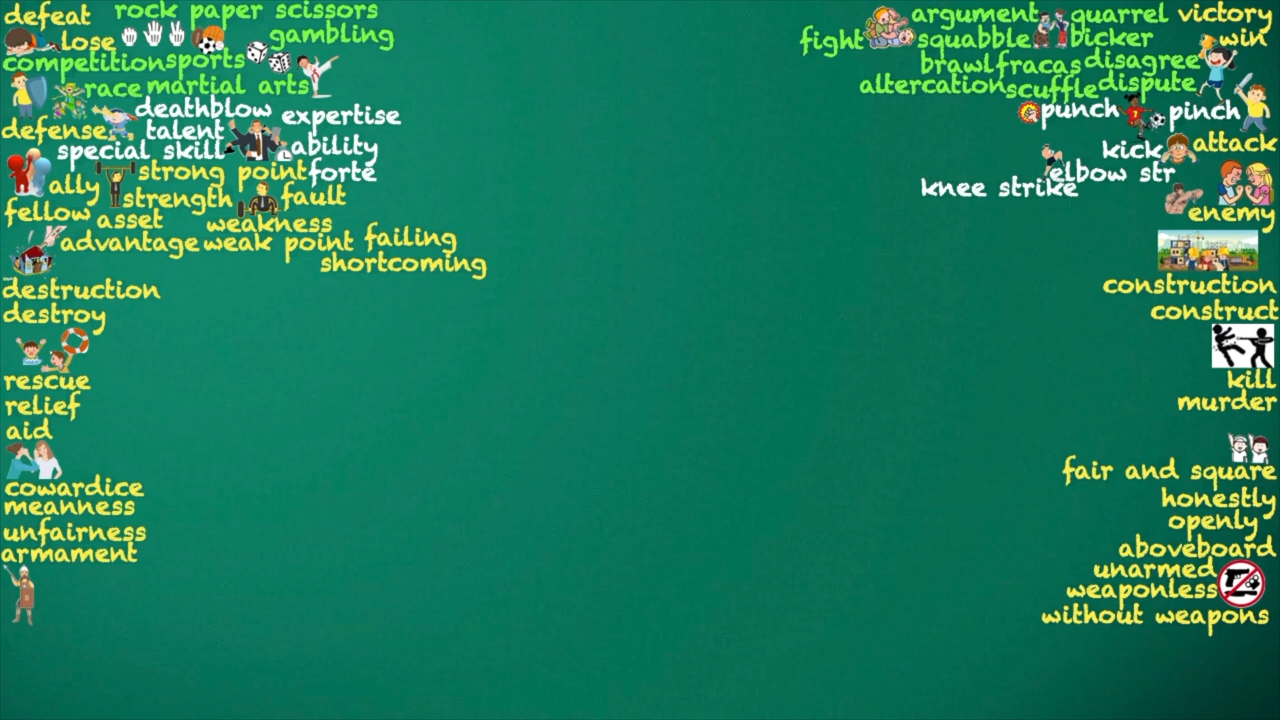 defeat rock paper scissors
lose gambling
competition sports
race martial arts
deathblow expertise
defense talent
special skill ability
strong point forte
ally strength fault
fellow asset weakness
advantage weak point failing
shortcoming
destruction
destroy
rescue
relief
aid
cowardice
meanness
unfairness
armament
argument quarrel victory
fight squabble bicker win
brawl fracas disagree
altercation scuffle dispute
punch pinch
kick attack
elbow str
knee strike
enemy
construction
construct
kill
murder
fair and square
honestly
openly
aboveboard
unarmed
weaponless
without weapons